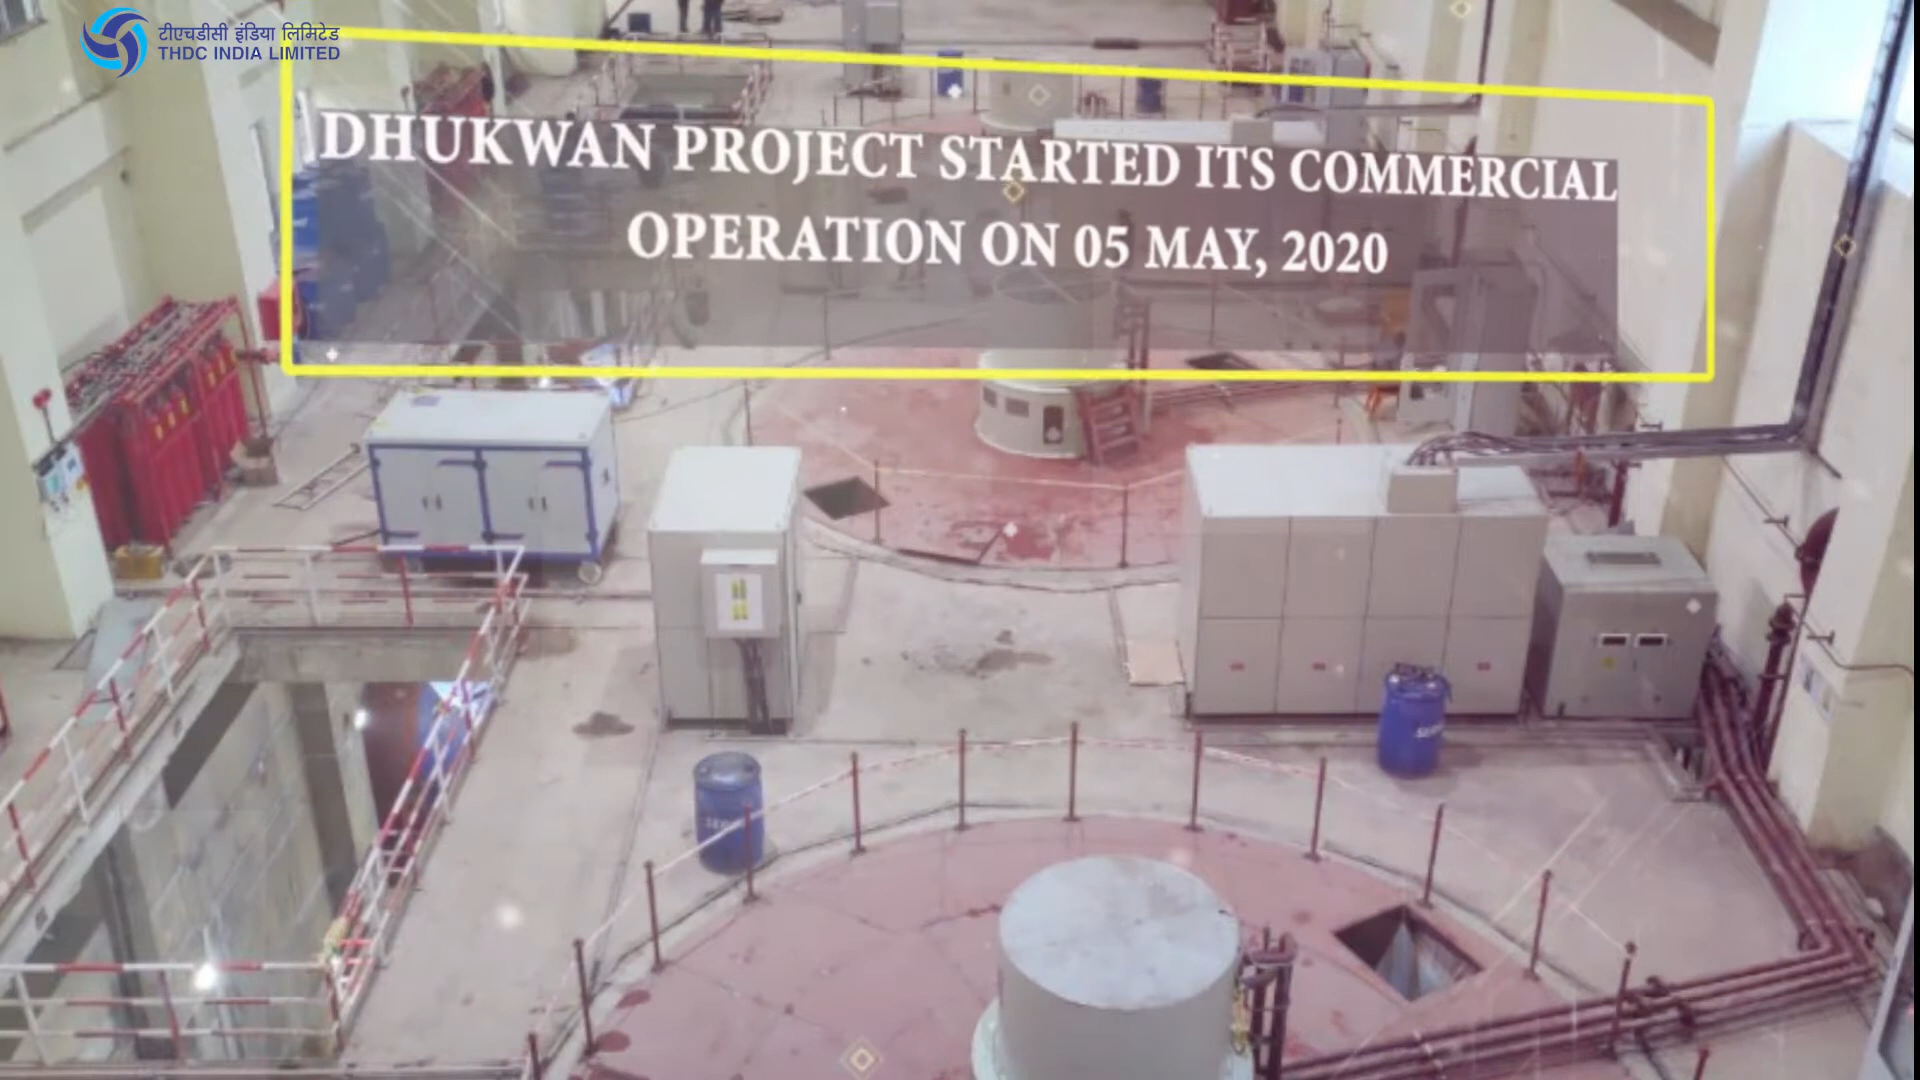 टीएचडीसी इंडिया लिमिटेड
THDC INDIA LIMITED
DHUKWAN PROJECT STARTED ITS COMMERCIAL
OPERATION ON 05 MAY, 2020